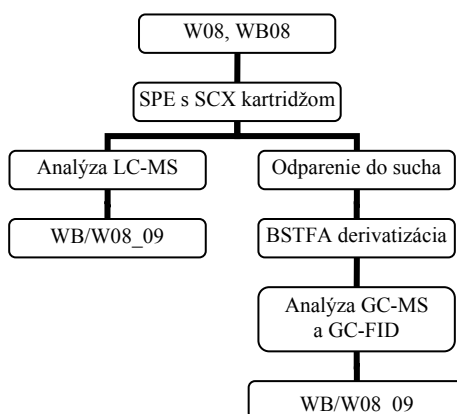 W08, WB08
SPE s SCX kartridžom
Analýza LC-MS
WB/W08_09
Odparenie do sucha
BSTFA derivatizácia
Analýza GC-MS
a GC-FID
WB/W08_09